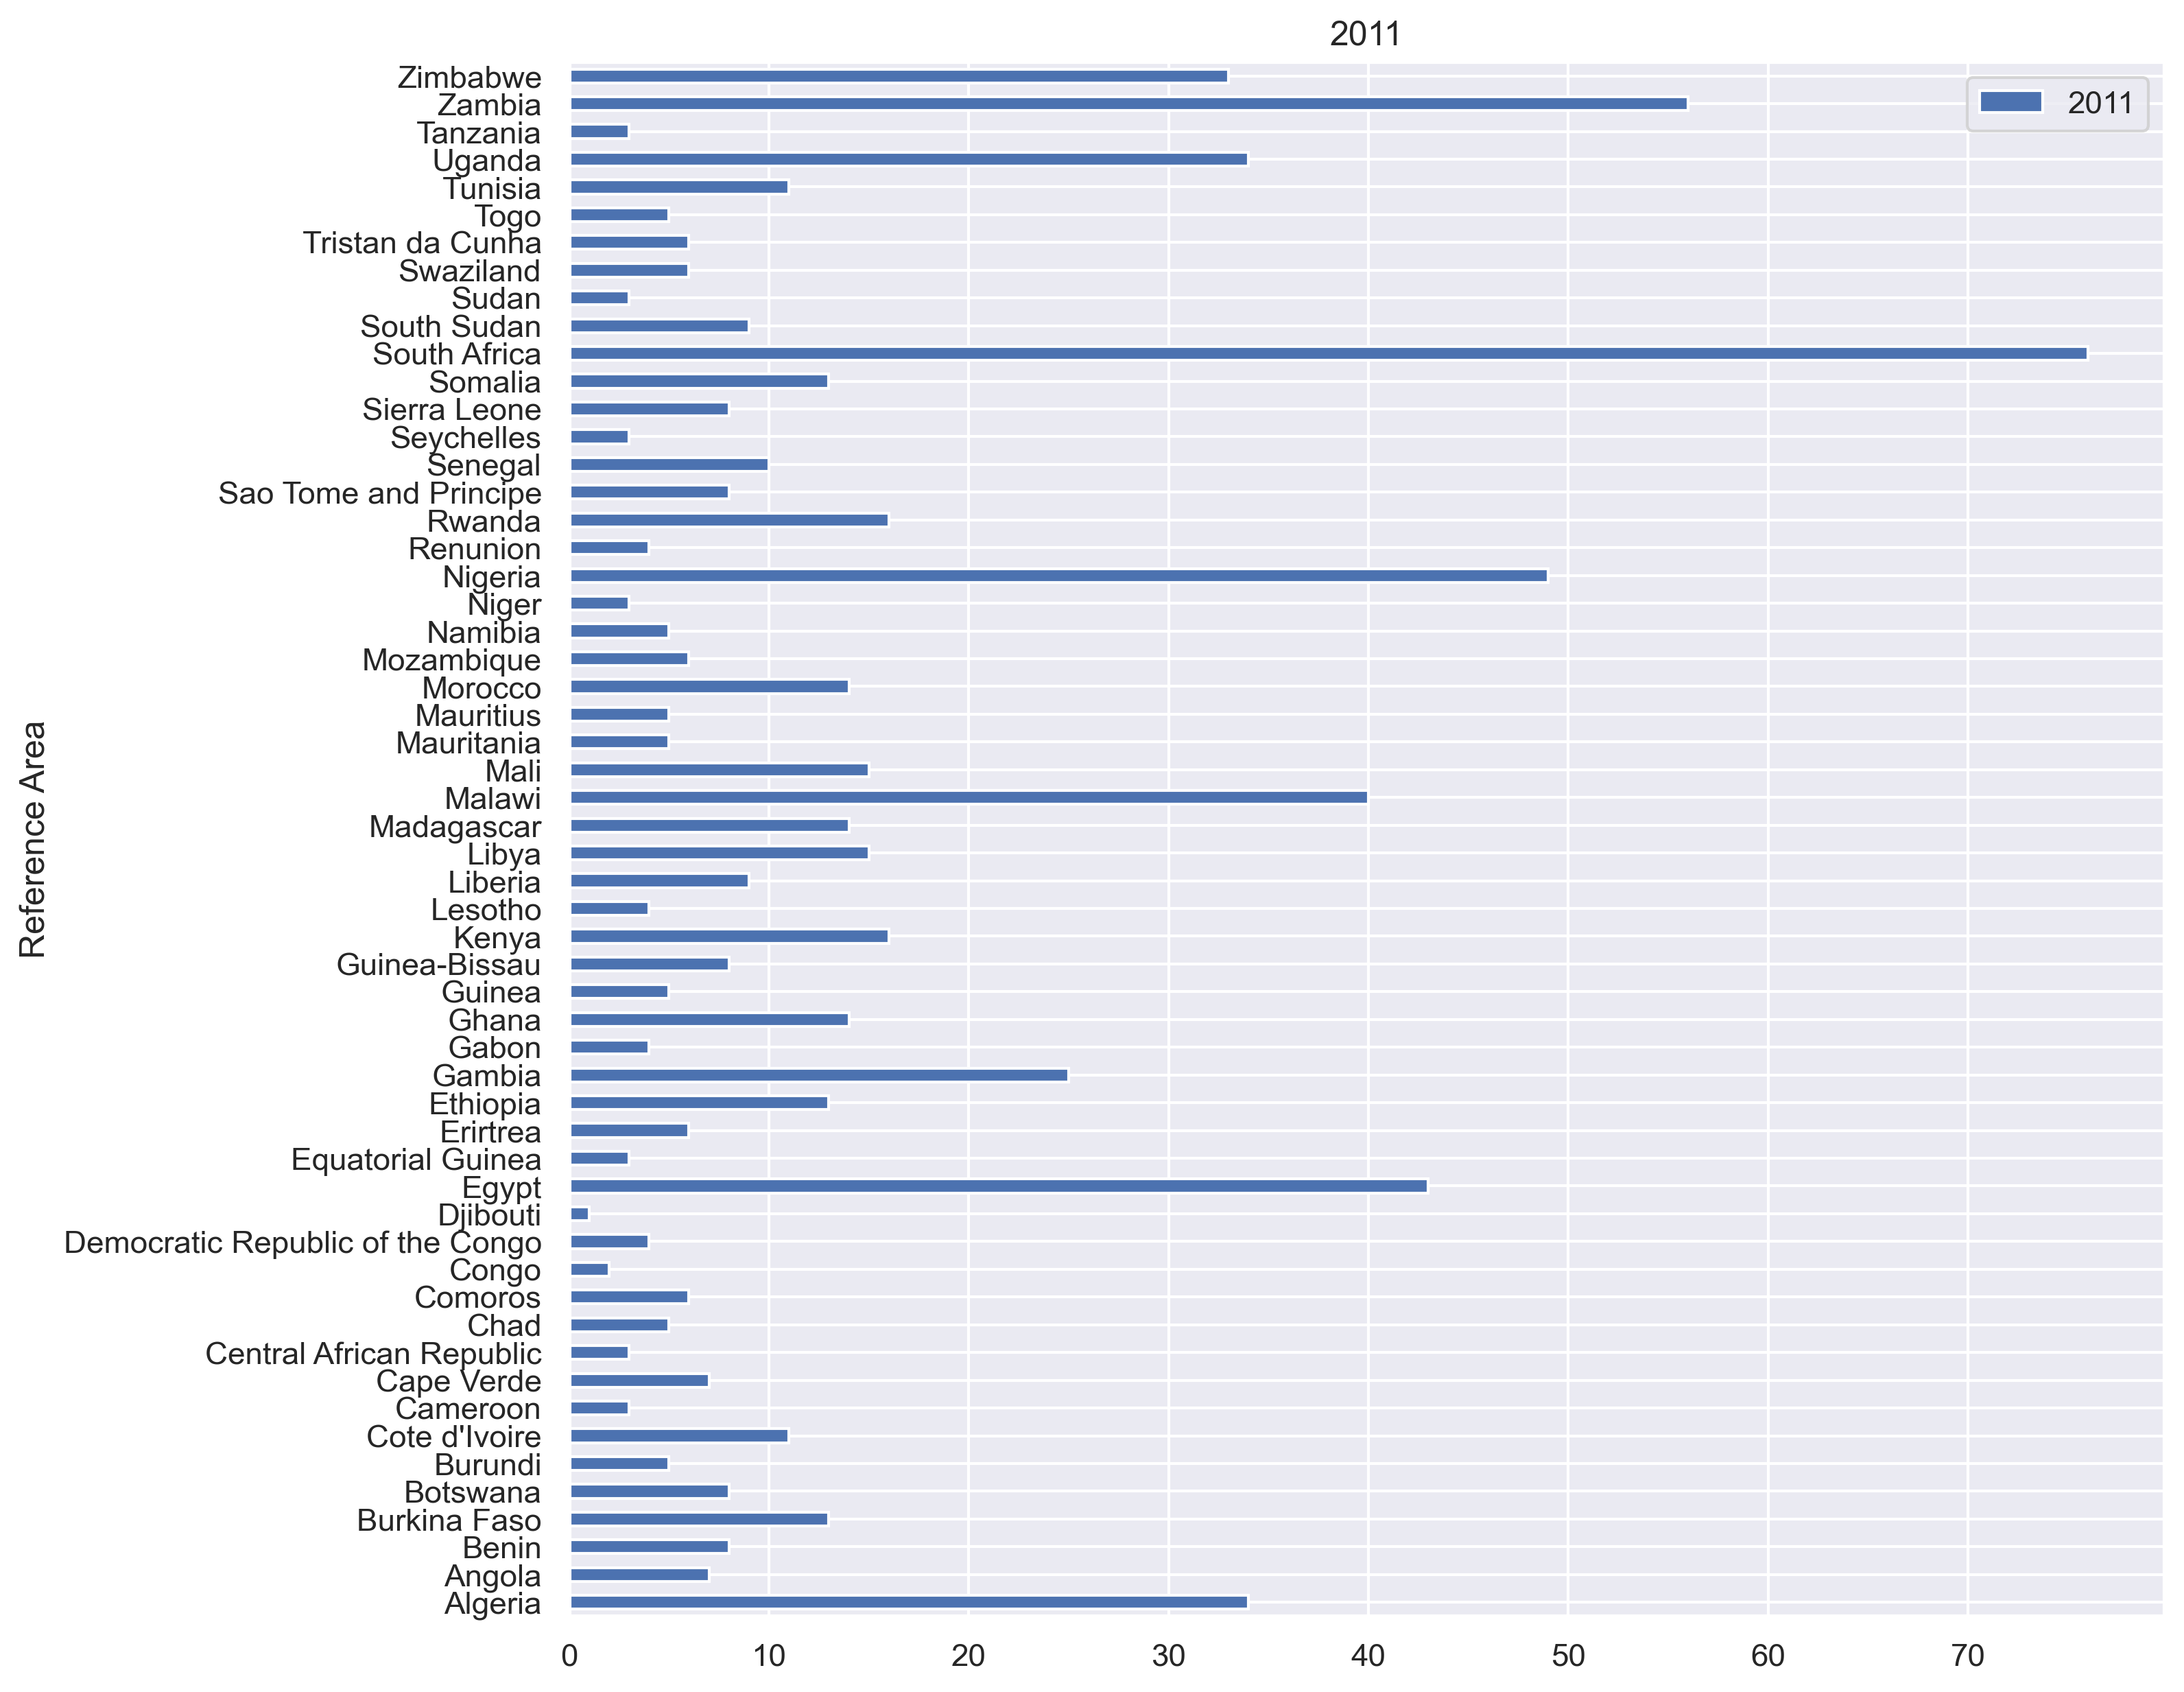 2011
2011
Zimbabwe
Zambia
Tanzania
Uganda
Tunisia
Togo
Tristan da Cunha
Swaziland
Sudan
South Sudan
South Africa
Somalia
Sierra Leone
Seychelles
Senegal
Sao Tome and Principe
Rwanda
Renunion
Nigeria
Niger
Namibia
Mozambique
Morocco
Mauritius
Mauritania
Mali
Malawi
Madagascar
Libya
Liberia
Lesotho
Kenya
Guinea-Bissau
Guinea
Ghana
Gabon
Gambia
Ethiopia
Erirtrea
Equatorial Guinea
Egypt
Djibouti
Democratic Republic of the Congo
Congo
Comoros
Chad
Central African Republic
Cape Verde
Cameroon
Cote d'Ivoire
Burundi
Botswana
Burkina Faso
Benin
Angola
Algeria
Reference Area
0 10 20 30 40 50 60 70